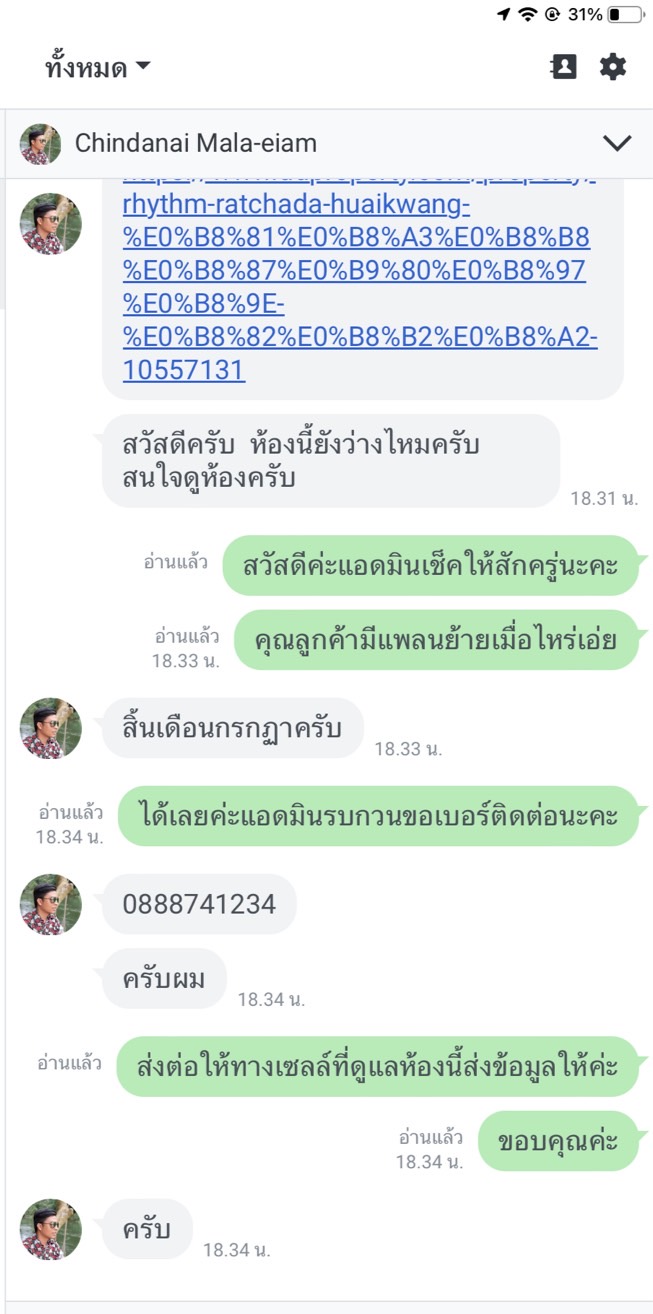 31%
ทั้งหมด
Chindanai Mala-eiam
rhythm-ratchada-huaikwang-
%E0%B8%81%E0%B8%A3%E0%B8%B8
%E0%B8%87%E0%B9%80%E0%B8%97
%E0%B8%9E-
%E0%B8%82%E0%B8%B2%E0%B8%A2-
10557131
สวัสดีครับ ห้องนี้ยังว่างไหมครับ
สนใจดูห้องครับ
18.31 น.
อ่านแล้ว
สวัสดีค่ะแอดมินเช็คให้สักครู่นะคะ
อ่านแล้ว
18.33 น.
คุณลูกค้ามีแพลนย้ายเมื่อไหร่เอ่ย
สิ้นเดือนกรกฏาครับ
18.33 น.
อ่านแล้ว
18.34 น.
ได้เลยค่ะแอดมินรบกวนขอเบอร์ติดต่อนะคะ
0888741234
ครับผม
18.34 น.
อ่านแล้ว
ส่งต่อให้ทางเซลล์ที่ดูแลห้องนี้ส่งข้อมูลให้ค่ะ
อ่านแล้ว
18.34 น.
ขอบคุณค่ะ
ครับ
18.34 น.